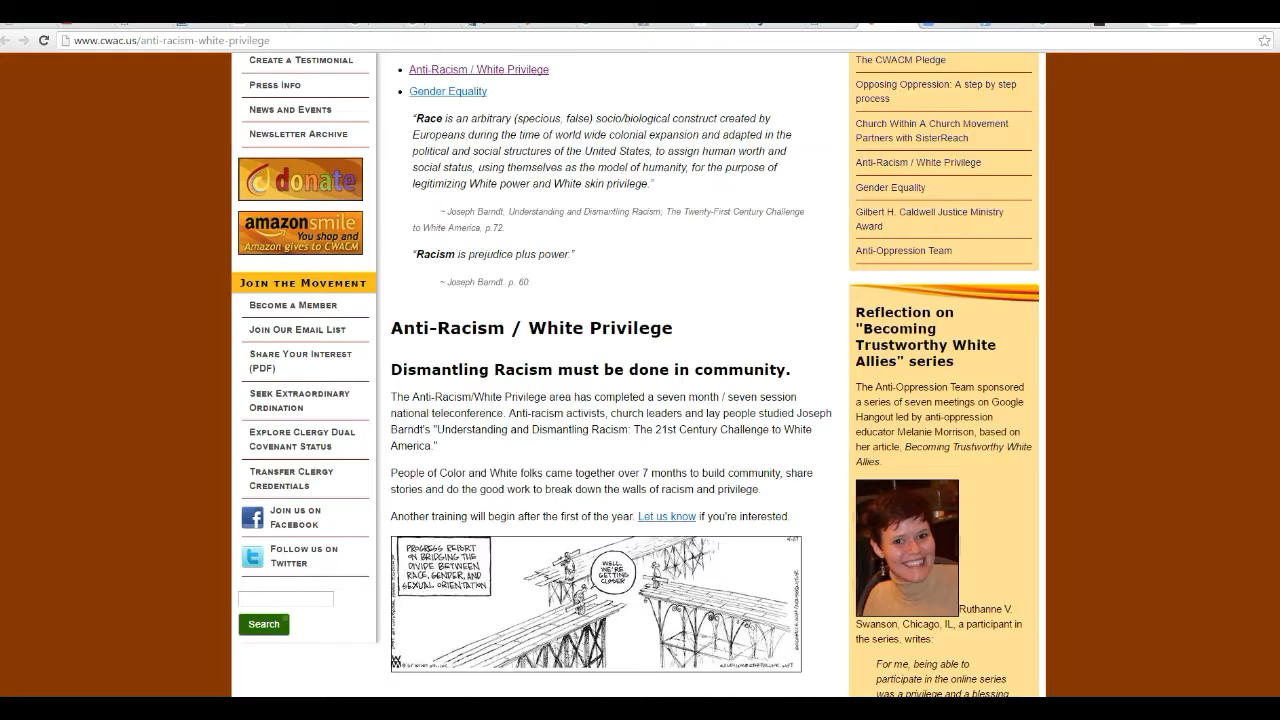 www.cwac.us/anti-racism-white-privilege
Create a Testimonial
Press Info
News and Events
Newsletter Archive
donate
amazonsmile
You shop and
Amazon gives to CWACM
Join the Movement
Become a Member
Join Our Email List
Share Your Interest
(PDF)
Seek Extraordinary
Ordination
Explore Clergy Dual
Covenant Status
Transfer Clergy
Credentials
Join us on
Facebook
Follow us on
Twitter
Search
• Anti-Racism / White Privilege
• Gender Equality
"Race is an arbitrary (specious, false) socio/biological construct created by
Europeans during the time of world wide colonial expansion and adapted in the
political and social structures of the United States, to assign human worth and
social status, using themselves as the model of humanity, for the purpose of
legitimizing White power and White skin privilege."
~ Joseph Barndt, Understanding and Dismantling Racism; The Twenty-First Century Challenge
to White America, p.72.
"Racism is prejudice plus power."
~ Joseph Barndt. p. 60.
Anti-Racism / White Privilege
Dismantling Racism must be done in community.
The Anti-Racism/White Privilege area has completed a seven month / seven session
national teleconference. Anti-racism activists, church leaders and lay people studied Joseph
Barndt's "Understanding and Dismantling Racism: The 21st Century Challenge to White
America."
People of Color and White folks came together over 7 months to build community, share
stories and do the good work to break down the walls of racism and privilege.
Another training will begin after the first of the year. Let us know if you're interested.
PROGRESS REPORT
ON BRIDGING THE
DIVIDE BETWEEN
RACE, GENDER, AND
SEXUAL ORIENTATION
WELL,
WE'RE
GETTING
CLOSER
The CWACM Pledge
Opposing Oppression: A step by step
process
Church Within A Church Movement
Partners with SisterReach
Anti-Racism / White Privilege
Gender Equality
Gilbert H. Caldwell Justice Ministry
Award
Anti-Oppression Team
Reflection on
"Becoming
Trustworthy White
Allies" series
The Anti-Oppression Team sponsored
a series of seven meetings on Google
Hangout led by anti-oppression
educator Melanie Morrison, based on
her article, Becoming Trustworthy White
Allies.
Ruthanne V.
Swanson, Chicago, IL, a participant in
the series, writes:
For me, being able to
participate in the online series
was a privilege and a blessing